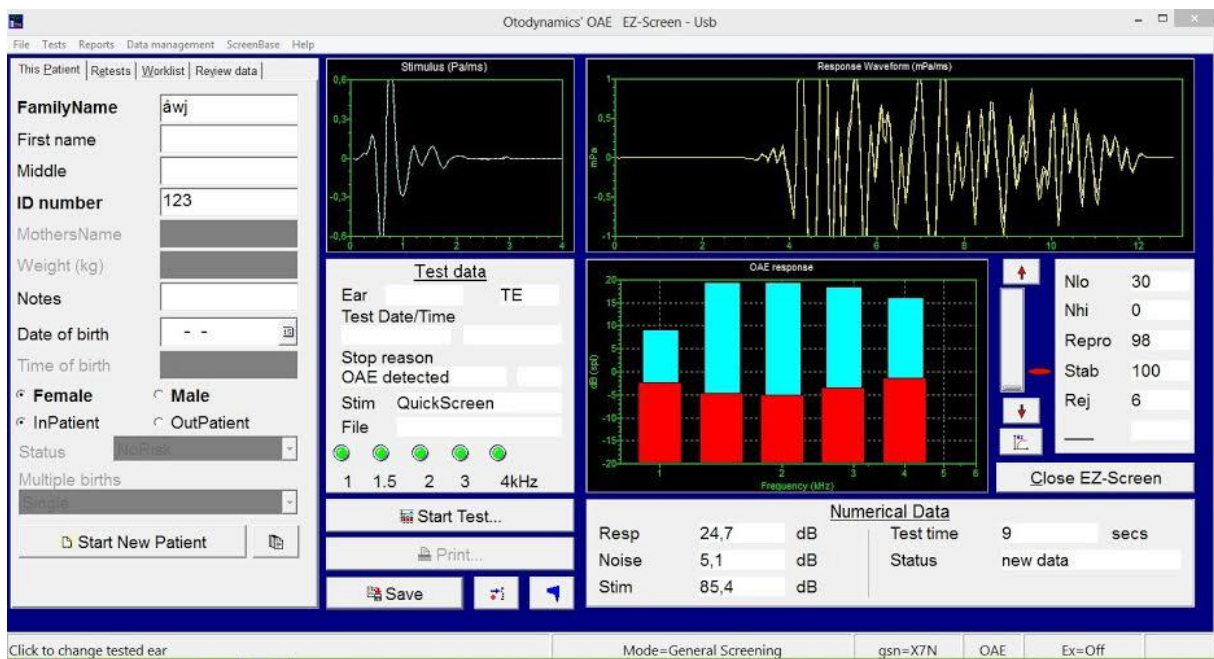 Otodynamics' OAE EZ-Screen - Usb
File Tests Reports Data management ScreenBase Help
This Patient Retests Worklist Review data
FamilyName åwj
First name
Middle
ID number 123
MothersName
Weight (kg)
Notes
Date of birth - -
Time of birth
Female Male
InPatient OutPatient
Status NoRisk
Multiple births
Single
Start New Patient
Stimulus (Pa/ms)
0,6
0,3
0
-0,3
-0,6
0 1 2 3 4
Response Waveform (mPa/ms)
mPa
1
0,5
0
-0,5
-1
0 2 4 6 8 10 12
Test data
Ear TE
Test Date/Time
Stop reason
OAE detected
Stim QuickScreen
File
1 1.5 2 3 4kHz
Start Test...
Print...
Save
OAE response
dB (spl)
20
15
10
5
0
-5
-10
-15
-20
1 2 3 4 5 6
Frequency (kHz)
Nlo 30
Nhi 0
Repro 98
Stab 100
Rej 6
Close EZ-Screen
Numerical Data
Resp 24,7 dB Test time 9 secs
Noise 5,1 dB Status new data
Stim 85,4 dB
Click to change tested ear Mode=General Screening gsn=X7N OAE Ex=Off